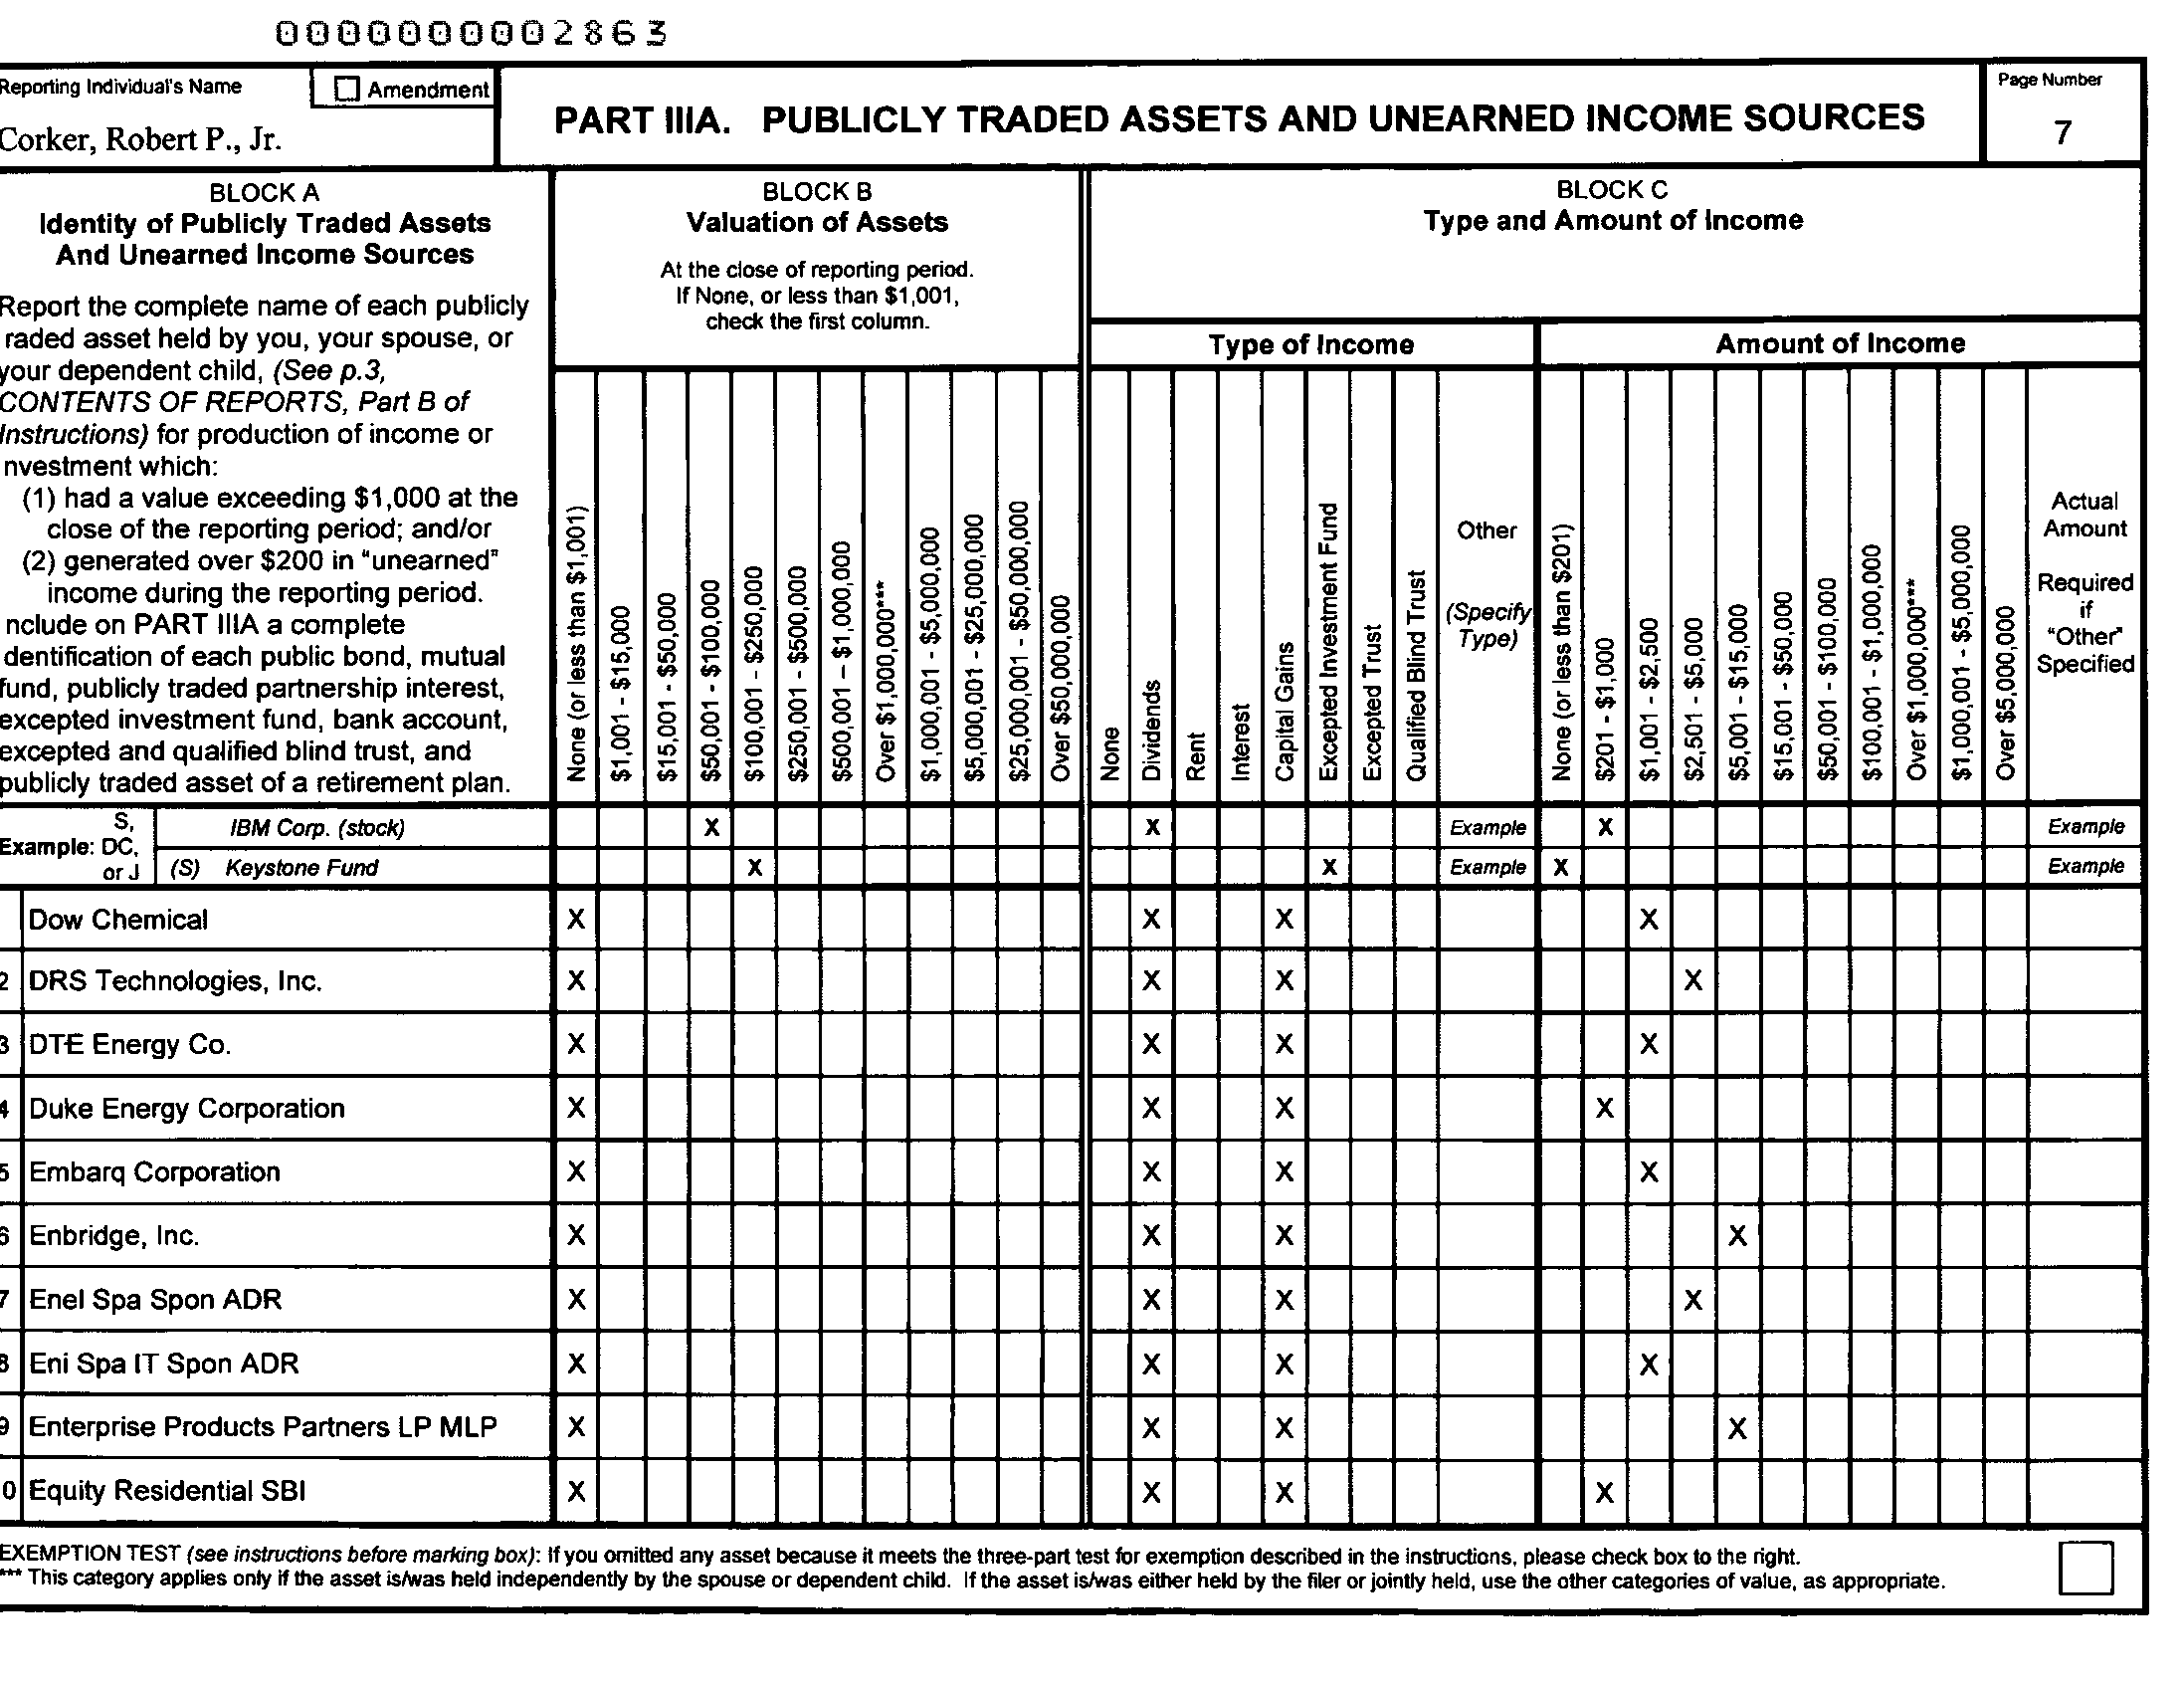 0000000002863
Reporting Individual's Name
Amendment
Corker, Robert P., Jr.
PART IIIA. PUBLICLY TRADED ASSETS AND UNEARNED INCOME SOURCES
Page Number
7
BLOCK A
Identity of Publicly Traded Assets
And Unearned Income Sources
Report the complete name of each publicly
raded asset held by you, your spouse, or
your dependent child, (See p.3,
CONTENTS OF REPORTS, Part B of
Instructions) for production of income or
nvestment which:
(1) had a value exceeding $1,000 at the
close of the reporting period; and/or
(2) generated over $200 in "unearned"
income during the reporting period.
nclude on PART IIIA a complete
dentification of each public bond, mutual
fund, publicly traded partnership interest,
excepted investment fund, bank account,
excepted and qualified blind trust, and
publicly traded asset of a retirement plan.
BLOCK B
Valuation of Assets
At the close of reporting period.
If None, or less than $1,001,
check the first column.
None (or less than $1,001)
$1,001 - $15,000
$15,001 - $50,000
$50,001 - $100,000
$100,001 - $250,000
$250,001 - $500,000
$500,001 – $1,000,000
Over $1,000,000***
$1,000,001 - $5,000,000
$5,000,001 - $25,000,000
$25,000,001 - $50,000,000
Over $50,000,000
BLOCK C
Type and Amount of Income
Type of Income
None
Dividends
Rent
Interest
Capital Gains
Excepted Investment Fund
Excepted Trust
Qualified Blind Trust
Other
(Specify
Type)
Amount of Income
None (or less than $201)
$201 - $1,000
$1,001 - $2,500
$2,501 - $5,000
$5,001 - $15,000
$15,001 - $50,000
$50,001 - $100,000
$100,001 - $1,000,000
Over $1,000,000***
$1,000,001 - $5,000,000
Over $5,000,000
Actual
Amount
Required
if
"Other"
Specified
Example: S, DC, or J
IBM Corp. (stock) X X Example X Example
(S) Keystone Fund X X Example X Example
Dow Chemical X X X X
2 DRS Technologies, Inc. X X X X
3 DTE Energy Co. X X X X
4 Duke Energy Corporation X X X X
5 Embarq Corporation X X X X
6 Enbridge, Inc. X X X X
7 Enel Spa Spon ADR X X X X
8 Eni Spa IT Spon ADR X X X X
9 Enterprise Products Partners LP MLP X X X X
0 Equity Residential SBI X X X X
EXEMPTION TEST (see instructions before marking box): If you omitted any asset because it meets the three-part test for exemption described in the instructions, please check box to the right.
*** This category applies only if the asset is/was held independently by the spouse or dependent child. If the asset is/was either held by the filer or jointly held, use the other categories of value, as appropriate.